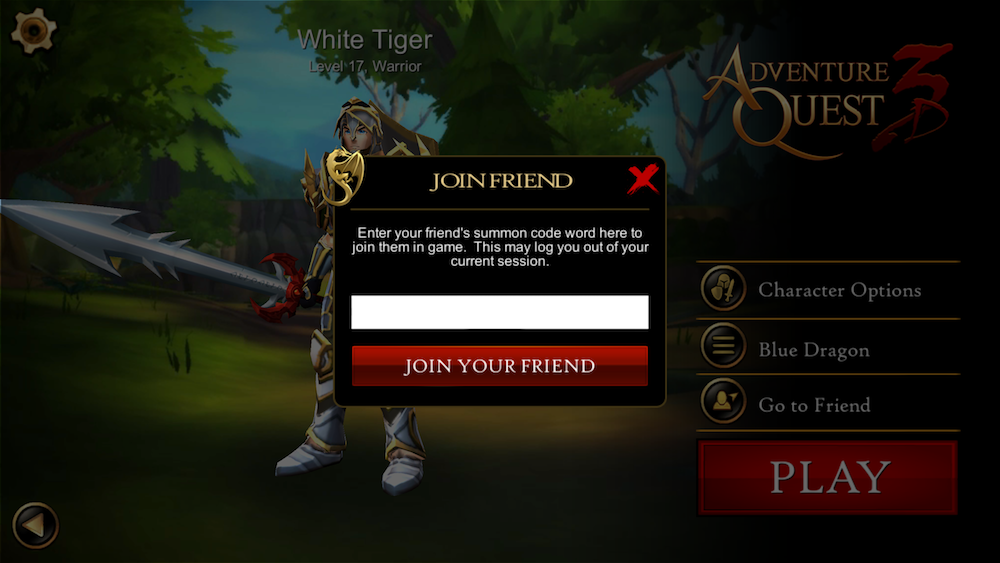 White Tiger
Level 17, Warrior
ADVENTURE
QUEST
3D
JOIN FRIEND
Enter your friend's summon code word here to
join them in game. This may log you out of your
current session.
JOIN YOUR FRIEND
Character Options
Blue Dragon
Go to Friend
PLAY